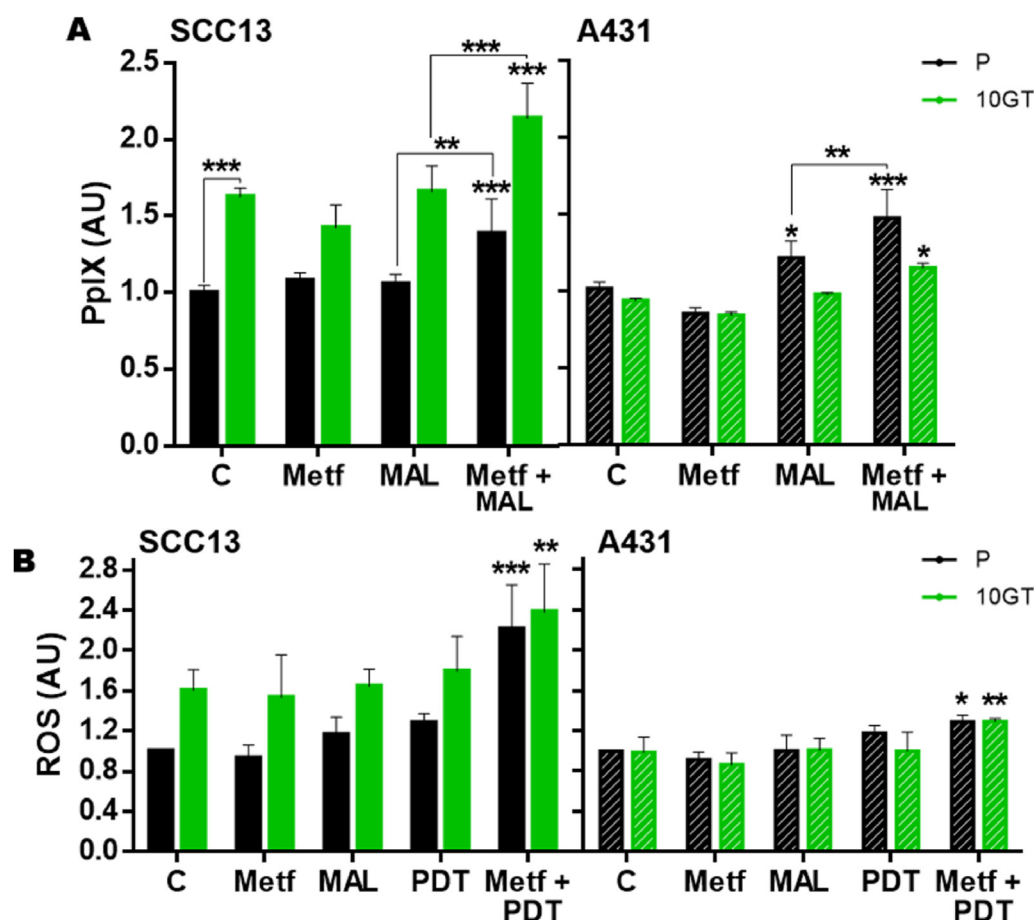 A
SCC13
A431
PpIX (AU)
2.5
2.0
1.5
1.0
0.5
0.0
***
***
***
**
***
**
***
*
*
P
10GT
C
Metf
MAL
Metf +
MAL
C
Metf
MAL
Metf +
MAL
B
SCC13
A431
ROS (AU)
2.8
2.4
2.0
1.6
1.2
0.8
0.4
0.0
***
**
*
**
P
10GT
C
Metf
MAL
PDT
Metf +
PDT
C
Metf
MAL
PDT
Metf +
PDT